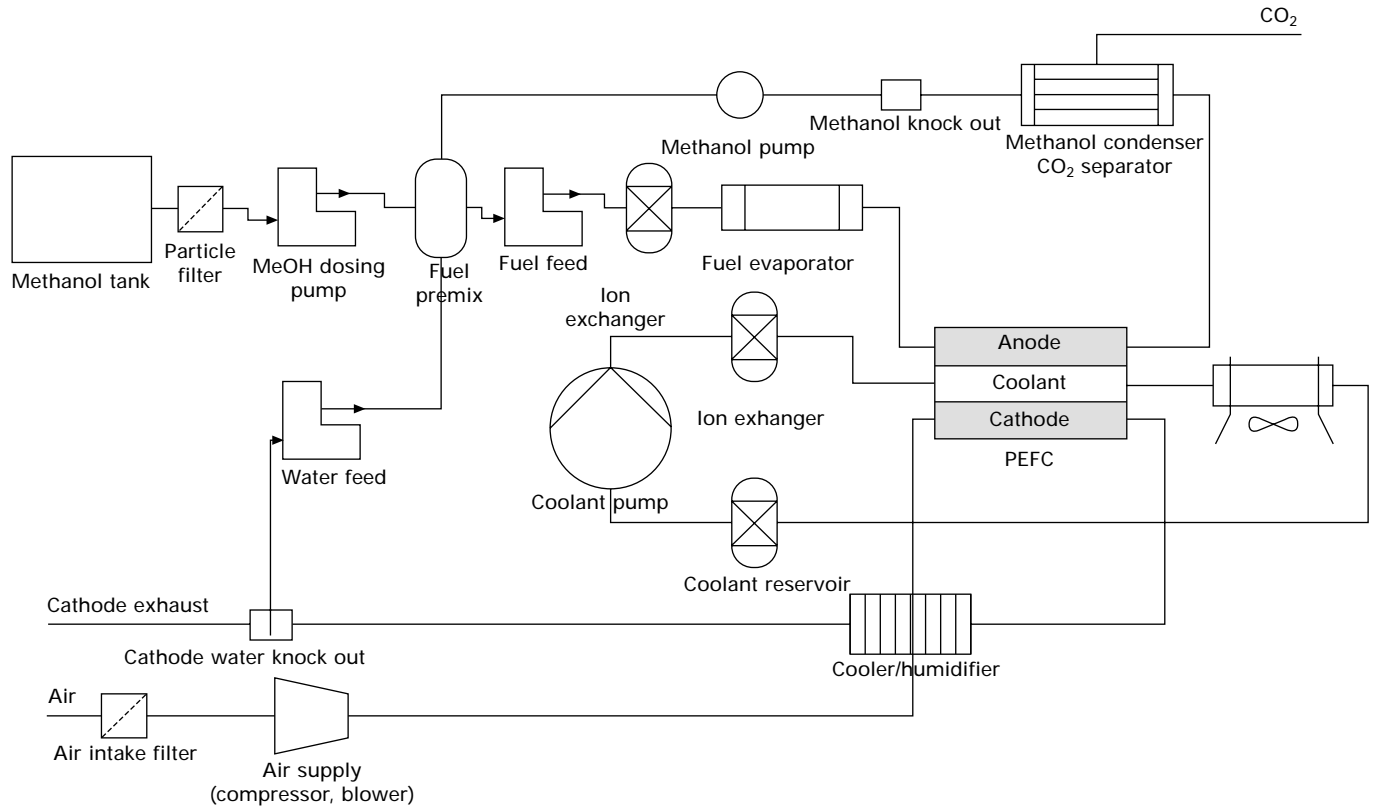 CO₂
Methanol knock out
Methanol pump
Methanol condenser
CO₂ separator
Methanol tank
Particle
filter
MeOH dosing
pump
Fuel
premix
Fuel feed
Fuel evaporator
Ion
exchanger
Anode
Coolant
Cathode
PEFC
Ion exhanger
Water feed
Coolant pump
Coolant reservoir
Cathode exhaust
Cathode water knock out
Cooler/humidifier
Air
Air intake filter
Air supply
(compressor, blower)